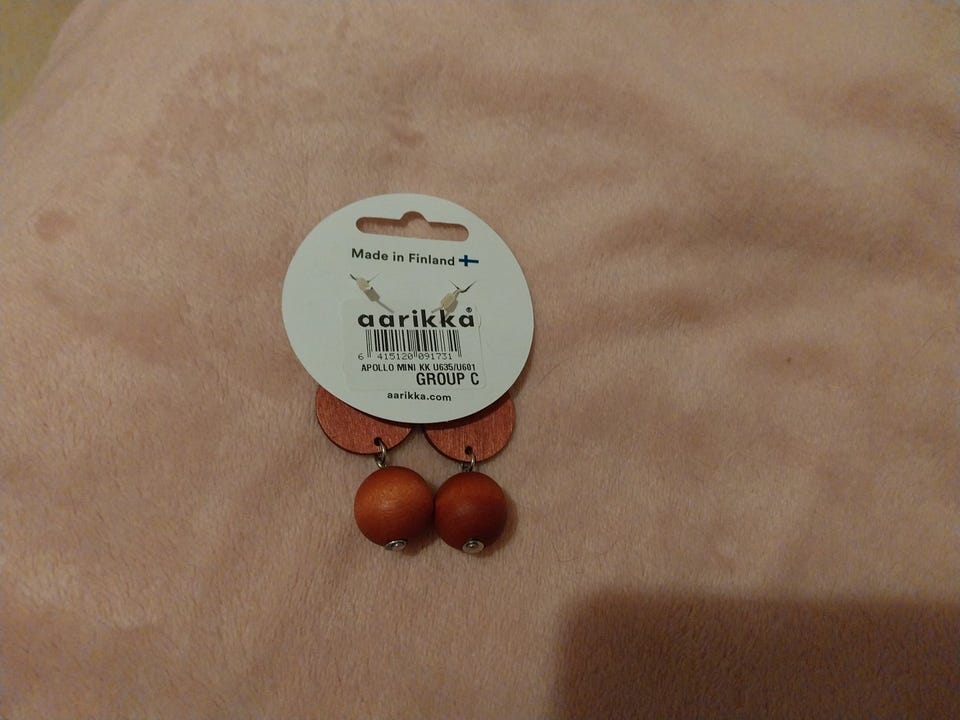 Made in Finland
aarikka®
6 415120 091731
APOLLO MINI KK U635/U601
GROUP C
aarikka.com